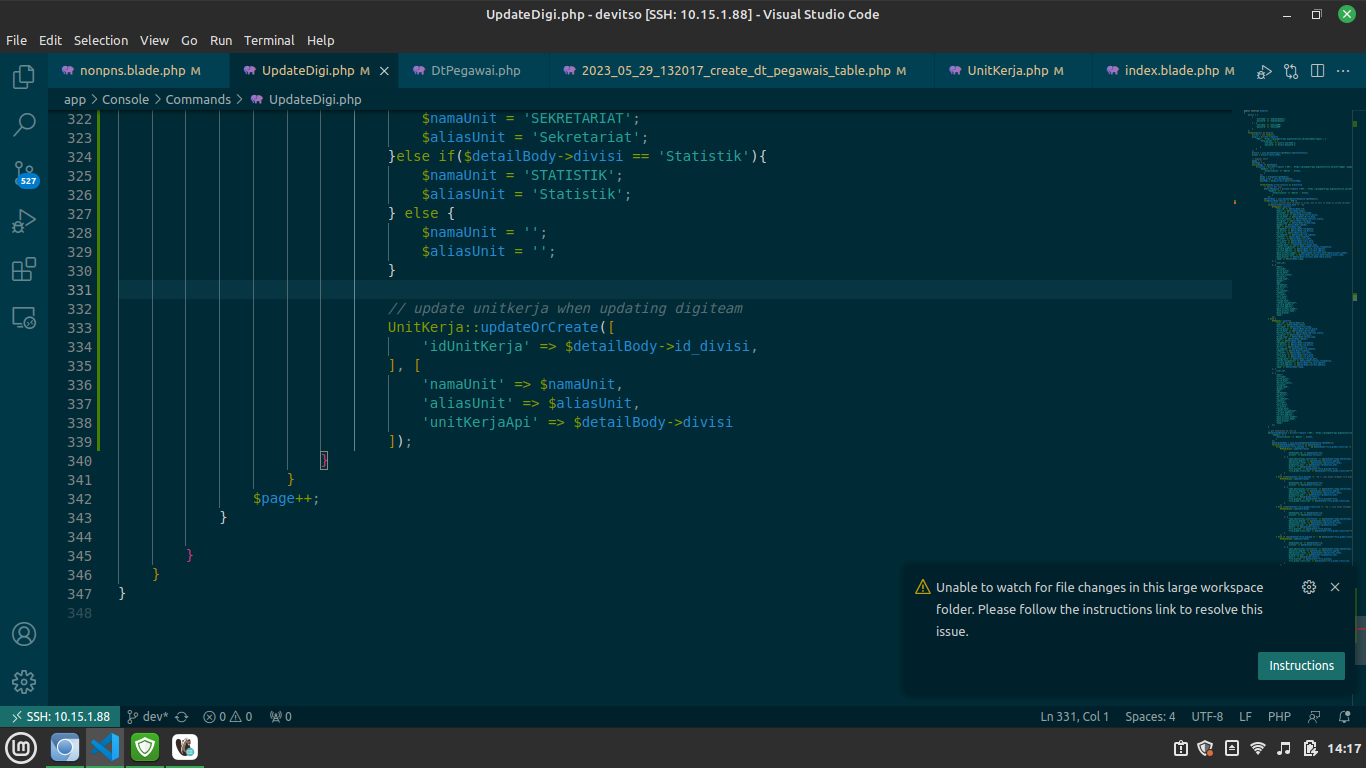 UpdateDigi.php - devitso [SSH: 10.15.1.88] - Visual Studio Code
File Edit Selection View Go Run Terminal Help
nonpns.blade.php M UpdateDigi.php M DtPegawai.php 2023_05_29_132017_create_dt_pegawais_table.php M UnitKerja.php M index.blade.php M
app > Console > Commands > UpdateDigi.php
322 $namaUnit = 'SEKRETARIAT';
323 $aliasUnit = 'Sekretariat';
324 }else if($detailBody->divisi == 'Statistik'){
325 $namaUnit = 'STATISTIK';
326 $aliasUnit = 'Statistik';
327 } else {
328 $namaUnit = '';
329 $aliasUnit = '';
330 }
331
332 // update unitkerja when updating digiteam
333 UnitKerja::updateOrCreate([
334 'idUnitKerja' => $detailBody->id_divisi,
335 ], [
336 'namaUnit' => $namaUnit,
337 'aliasUnit' => $aliasUnit,
338 'unitKerjaApi' => $detailBody->divisi
339 ]);
340 }
341 }
342 $page++;
343 }
344
345 }
346 }
347 }
348
527
Unable to watch for file changes in this large workspace
folder. Please follow the instructions link to resolve this
issue.
Instructions
SSH: 10.15.1.88 dev* 0 0 0 Ln 331, Col 1 Spaces: 4 UTF-8 LF PHP
14:17